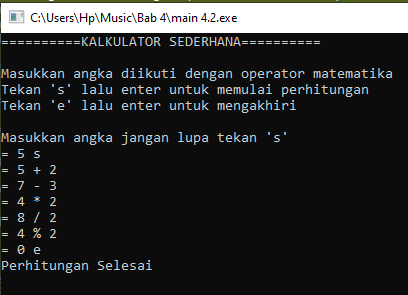 C:\Users\Hp\Music\Bab 4\main 4.2.exe
==========KALKULATOR SEDERHANA==========
Masukkan angka diikuti dengan operator matematika
Tekan 's' lalu enter untuk memulai perhitungan
Tekan 'e' lalu enter untuk mengakhiri
Masukkan angka jangan lupa tekan 's'
= 5 s
= 5 + 2
= 7 - 3
= 4 * 2
= 8 / 2
= 4 % 2
= 0 e
Perhitungan Selesai